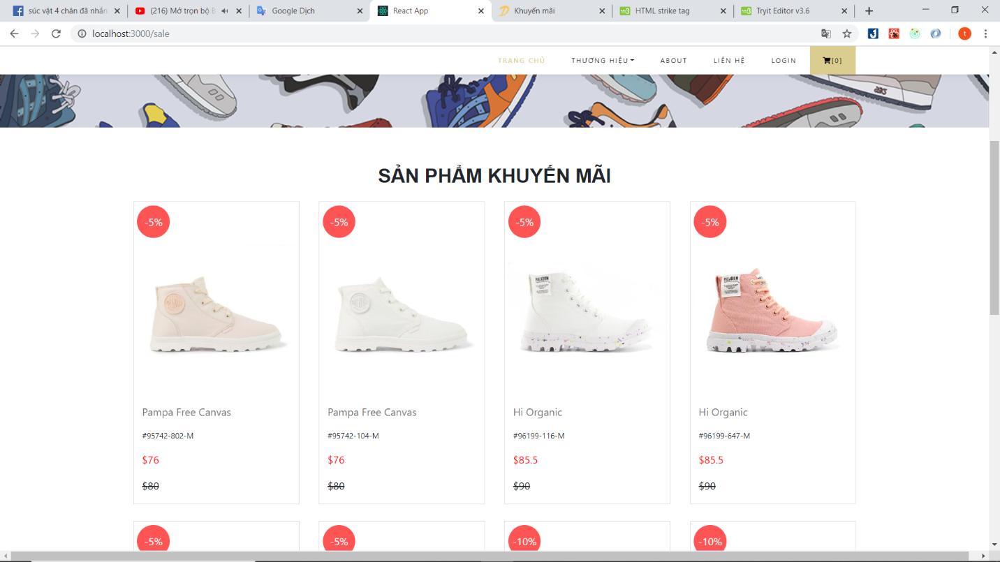 súc vật 4 chân đã nhắn
(216) Mở trọn bộ B
Google Dịch
React App
Khuyến mãi
HTML strike tag
Tryit Editor v3.6
localhost:3000/sale
t
TRANG CHỦ
THƯƠNG HIỆU
ABOUT
LIÊN HỆ
LOGIN
[0]
SẢN PHẨM KHUYẾN MÃI
-5%
-5%
-5%
-5%
PALLADIUM
PALLADIUM
Pampa Free Canvas
Pampa Free Canvas
Hi Organic
Hi Organic
#95742-802-M
#95742-104-M
#96199-116-M
#96199-647-M
$76
$76
$85.5
$85.5
$80
$80
$90
$90
-5%
-5%
-10%
-10%